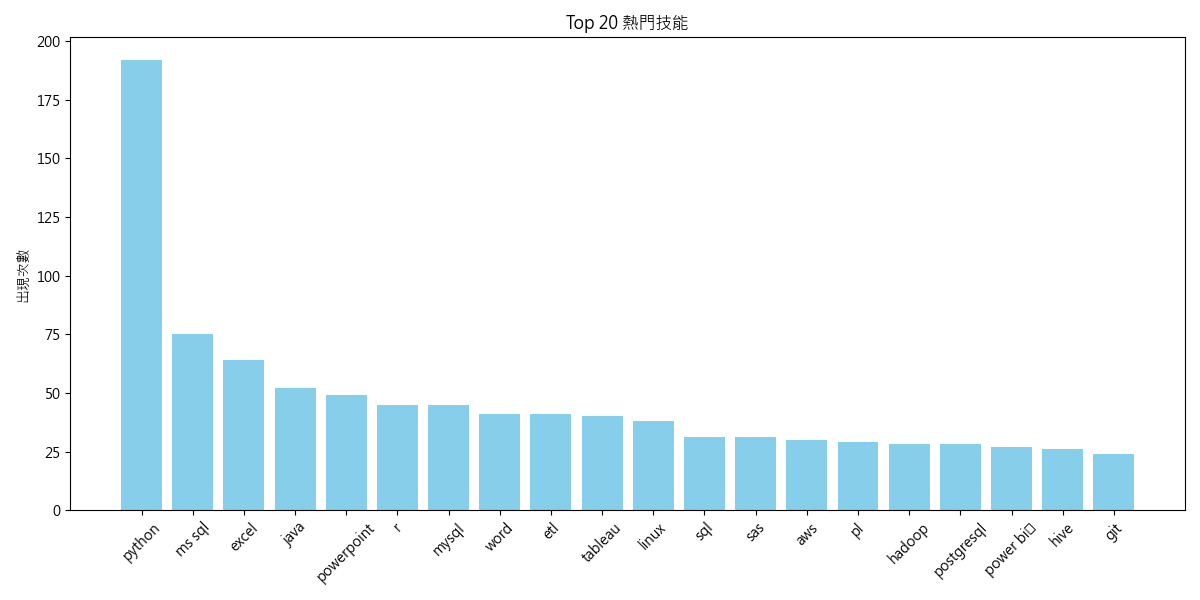 Top 20 熱門技能
出現次數
200
175
150
125
100
75
50
25
0
python
ms sql
excel
java
powerpoint
r
mysql
word
etl
tableau
linux
sql
sas
aws
pl
hadoop
postgresql
power bi□
hive
git